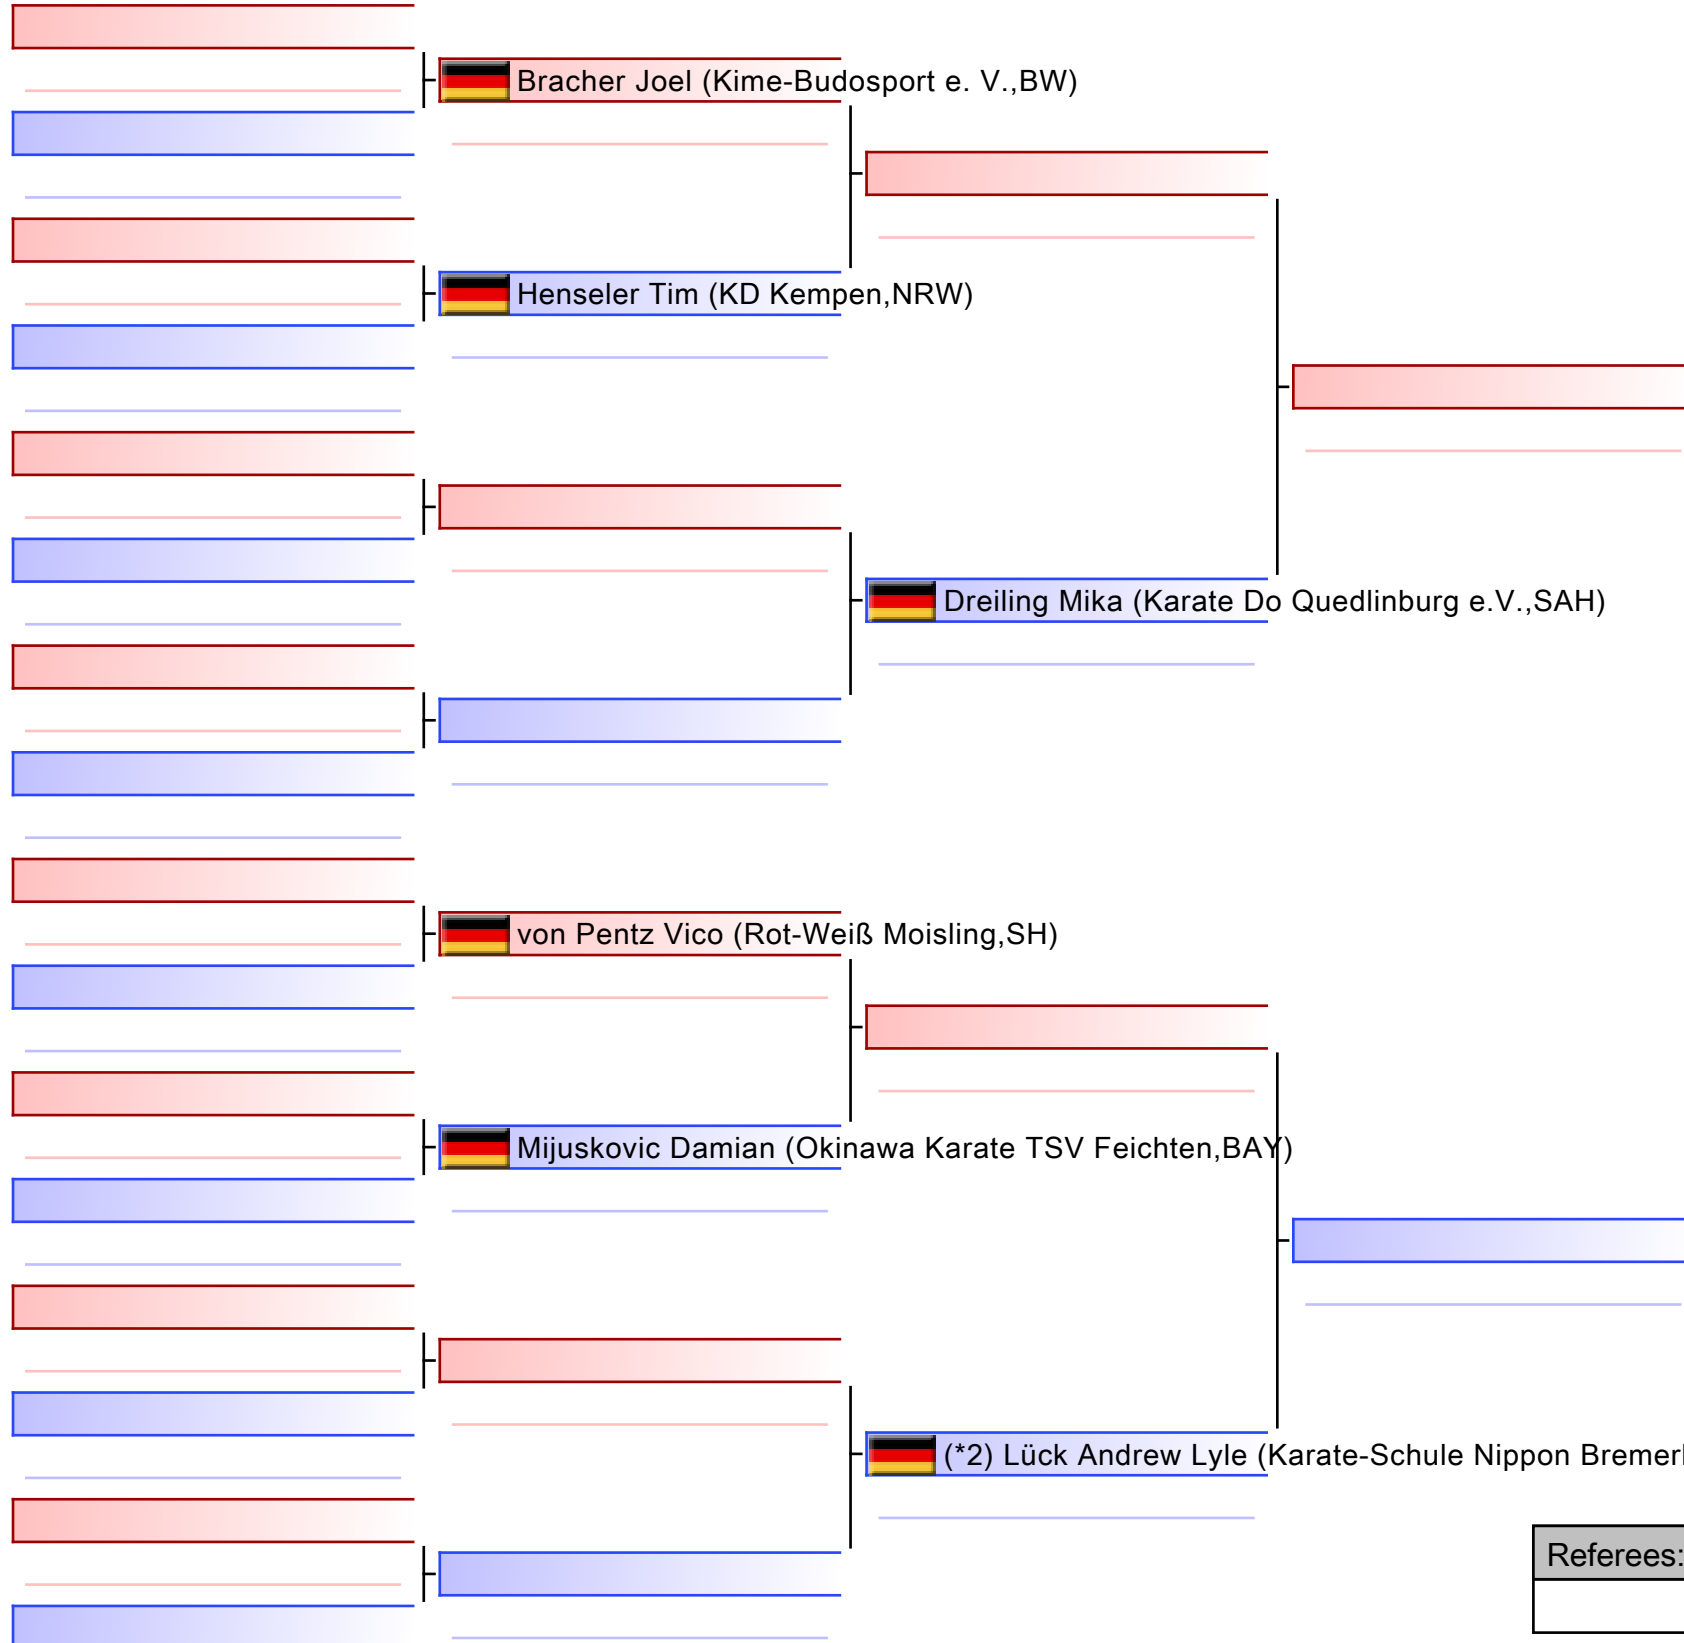 Bracher Joel (Kime-Budosport e. V.,BW)
Henseler Tim (KD Kempen,NRW)
Dreiling Mika (Karate Do Quedlinburg e.V.,SAH)
von Pentz Vico (Rot-Weiß Moisling,SH)
Mijuskovic Damian (Okinawa Karate TSV Feichten,BAY)
(*2) Lück Andrew Lyle (Karate-Schule Nippon
Referees: